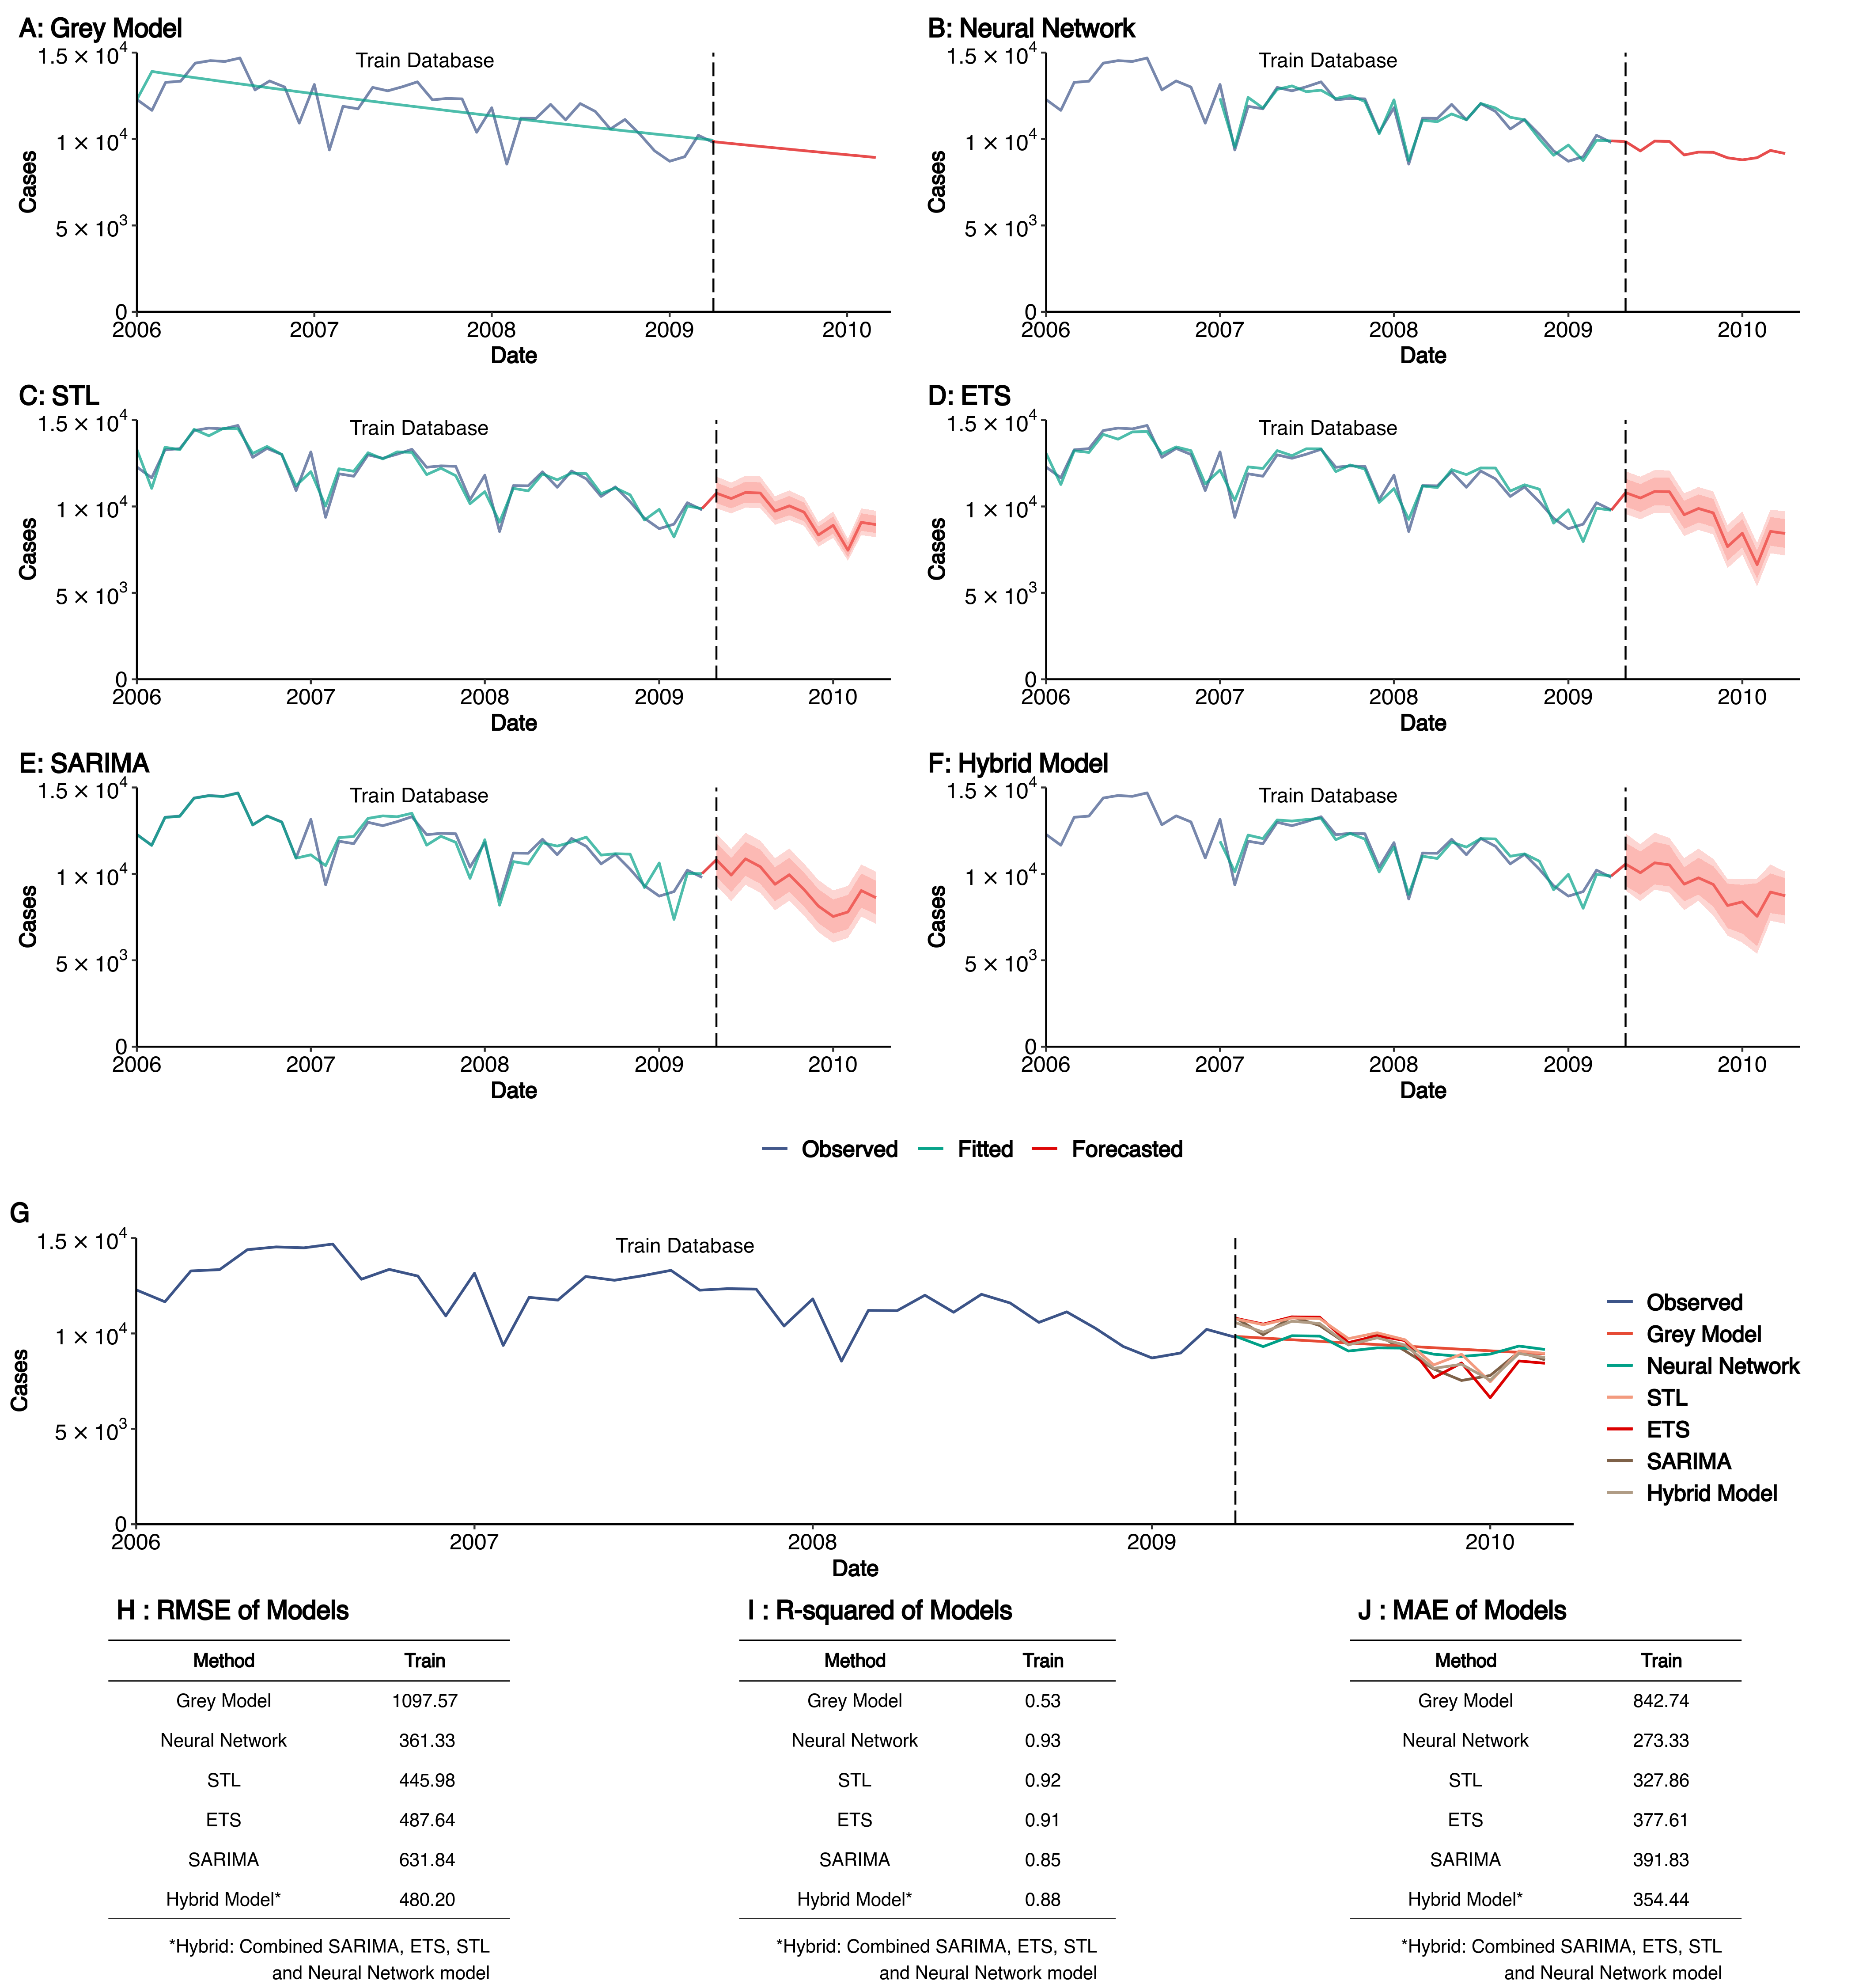 A: Grey Model
1.5 × 10^4
1 × 10^4
5 × 10^3
0
Cases
Train Database
2006 2007 2008 2009 2010
Date
B: Neural Network
1.5 × 10^4
1 × 10^4
5 × 10^3
0
Cases
Train Database
2006 2007 2008 2009 2010
Date
C: STL
1.5 × 10^4
1 × 10^4
5 × 10^3
0
Cases
Train Database
2006 2007 2008 2009 2010
Date
D: ETS
1.5 × 10^4
1 × 10^4
5 × 10^3
0
Cases
Train Database
2006 2007 2008 2009 2010
Date
E: SARIMA
1.5 × 10^4
1 × 10^4
5 × 10^3
0
Cases
Train Database
2006 2007 2008 2009 2010
Date
F: Hybrid Model
1.5 × 10^4
1 × 10^4
5 × 10^3
0
Cases
Train Database
2006 2007 2008 2009 2010
Date
Observed Fitted Forecasted
G
1.5 × 10^4
1 × 10^4
5 × 10^3
0
Cases
Train Database
2006 2007 2008 2009 2010
Date
Observed
Grey Model
Neural Network
STL
ETS
SARIMA
Hybrid Model
H : RMSE of Models
Method Train
Grey Model 1097.57
Neural Network 361.33
STL 445.98
ETS 487.64
SARIMA 631.84
Hybrid Model* 480.20
*Hybrid: Combined SARIMA, ETS, STL
and Neural Network model
I : R-squared of Models
Method Train
Grey Model 0.53
Neural Network 0.93
STL 0.92
ETS 0.91
SARIMA 0.85
Hybrid Model* 0.88
*Hybrid: Combined SARIMA, ETS, STL
and Neural Network model
J : MAE of Models
Method Train
Grey Model 842.74
Neural Network 273.33
STL 327.86
ETS 377.61
SARIMA 391.83
Hybrid Model* 354.44
*Hybrid: Combined SARIMA, ETS, STL
and Neural Network model